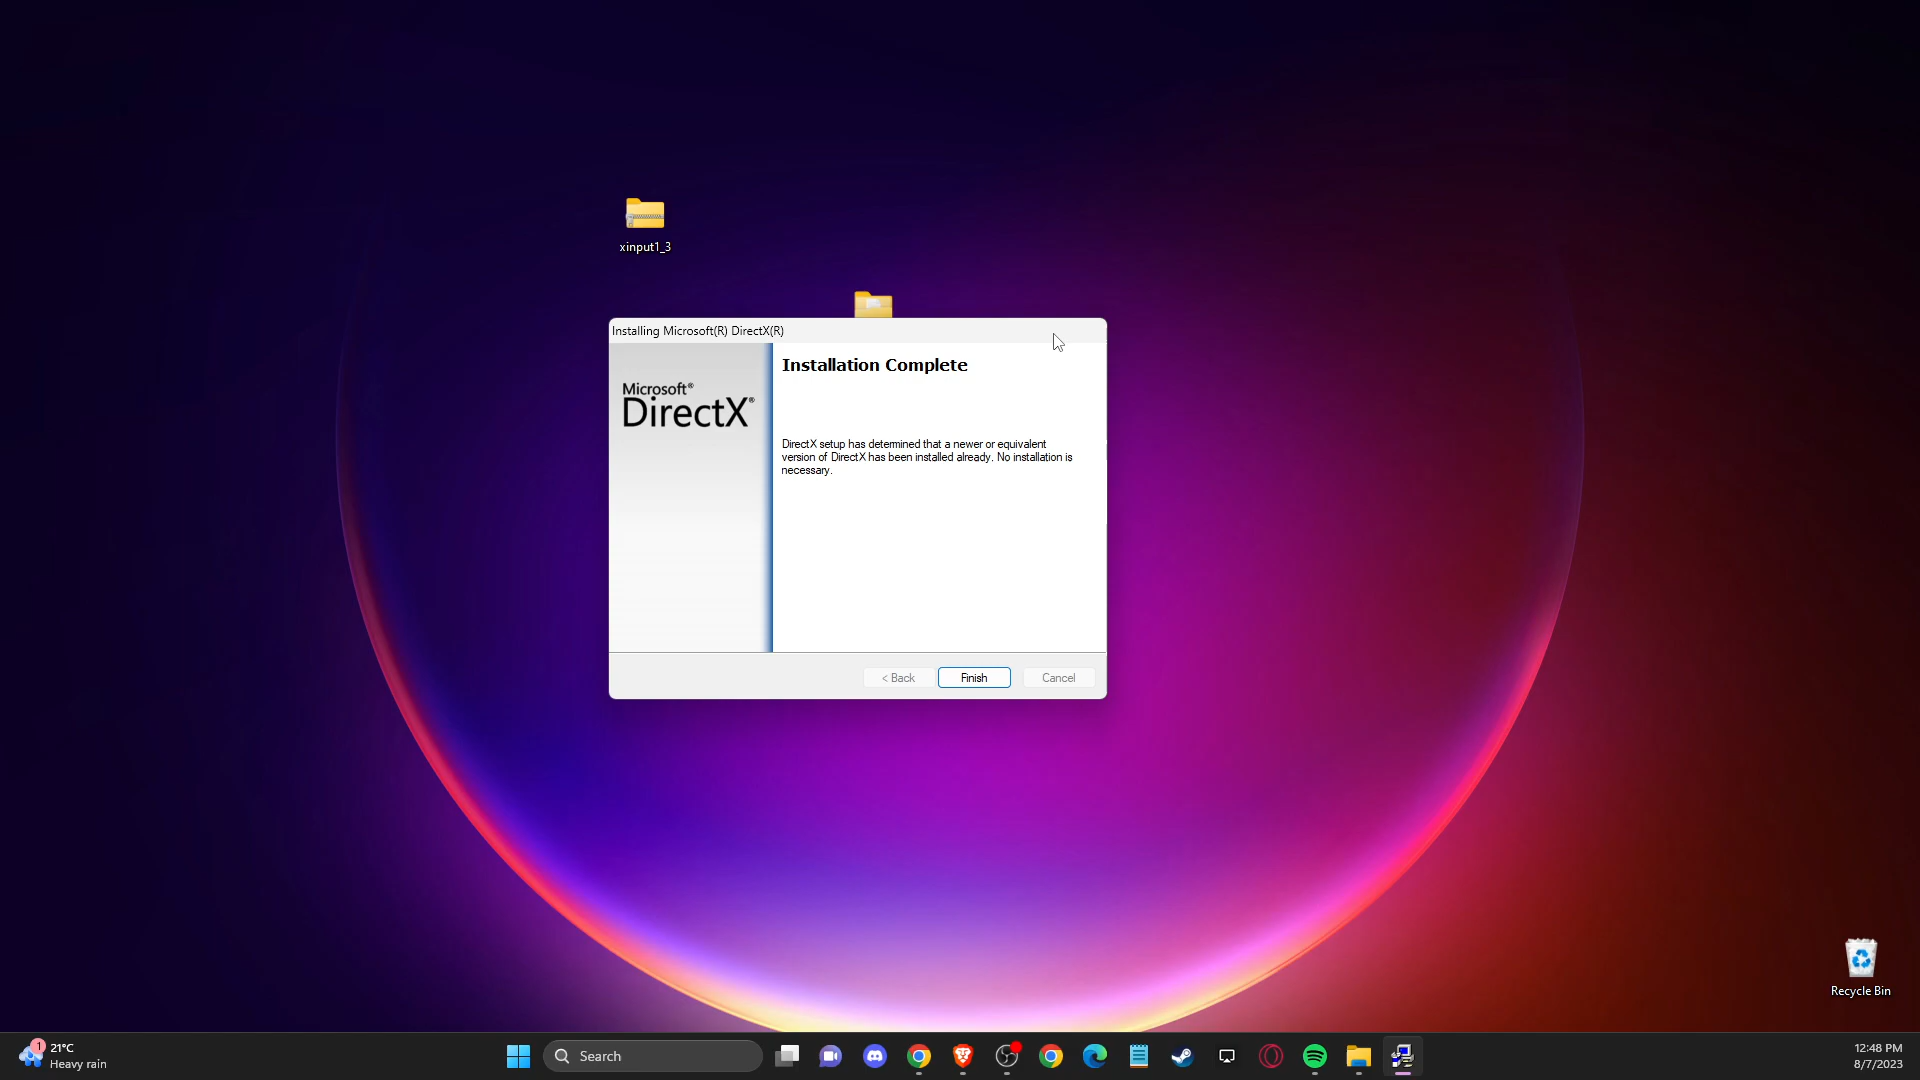 xinput1_3
Installing Microsoft(R) DirectX(R)
Microsoft®
DirectX®
Installation Complete
DirectX setup has determined that a newer or equivalent
version of DirectX has been installed already. No installation is
necessary.
< Back
Finish
Cancel
Recycle Bin
1
21°C
Heavy rain
Search
12:48 PM
8/7/2023